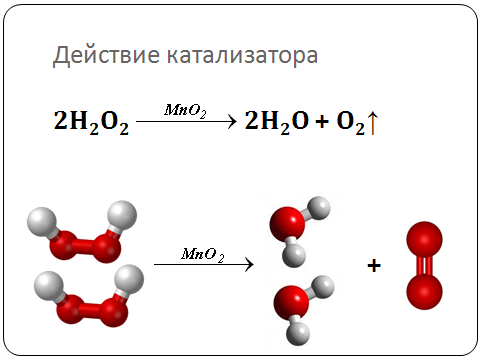 Действие катализатора
MnO₂
2H₂O₂ → 2H₂O + O₂↑
MnO₂
+